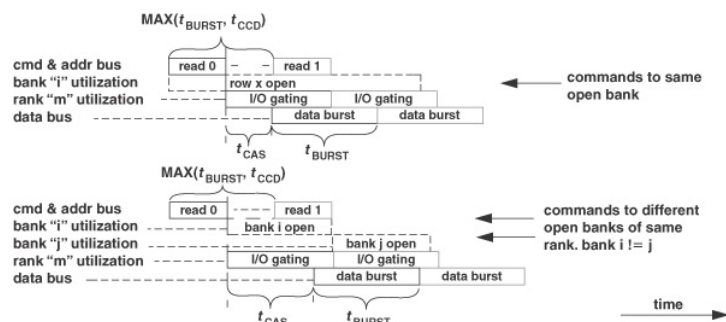 MAX(tBURST, tCCD)
cmd & addr bus read 0 read 1
bank "i" utilization row x open
rank "m" utilization I/O gating I/O gating
data bus data burst data burst
tCAS tBURST
commands to same
open bank
MAX(tBURST, tCCD)
cmd & addr bus read 0 read 1
bank "i" utilization bank i open
bank "j" utilization bank j open
rank "m" utilization I/O gating I/O gating
data bus data burst data burst
tCAS tBURST
commands to different
open banks of same
rank. bank i != j
time